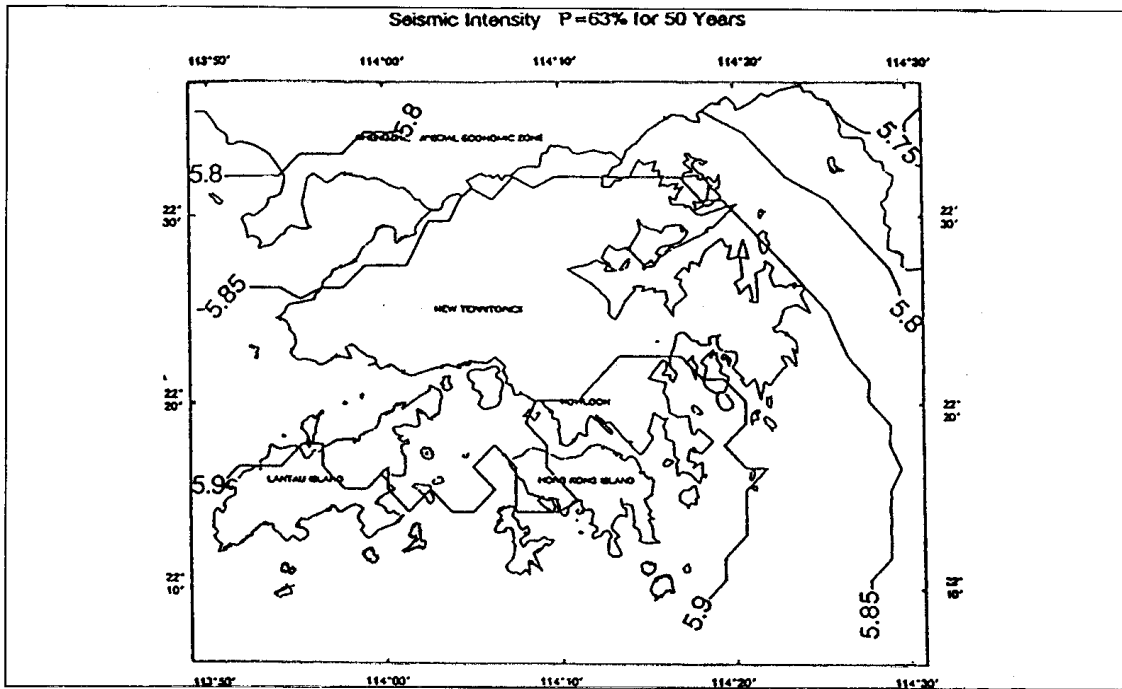 Seismic Intensity P=63% for 50 Years
113°50' 114°00' 114°10' 114°20' 114°30'
5.8
SPECIAL ECONOMIC ZONE
5.75
5.8
22° 30'
22°
5.85
5.8
NEW TERRITORIES
22° 20'
22°
KOWLOON
5.9
LANTAU ISLAND
HONG KONG ISLAND
22° 10'
5.9
5.85
113°50' 114°00' 114°10' 114°20' 114°30'